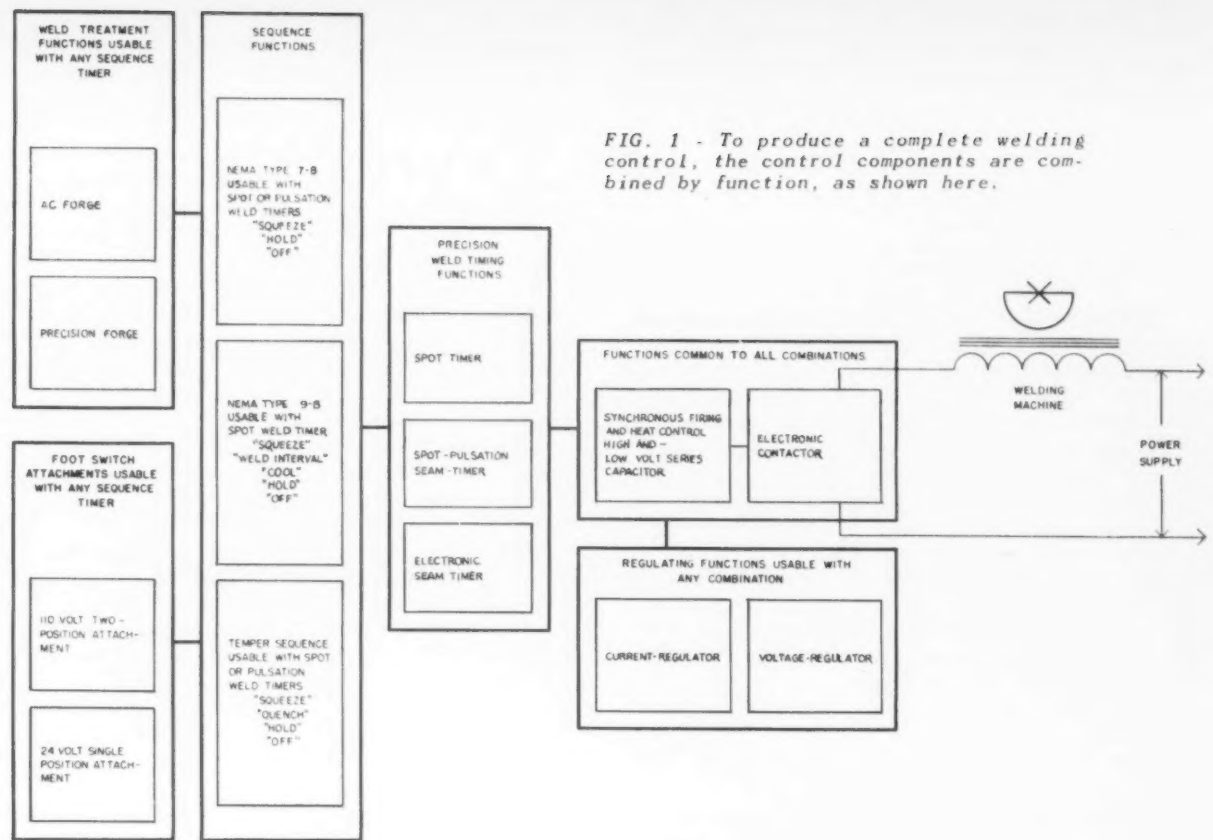 WELD TREATMENT
FUNCTIONS USABLE
WITH ANY SEQUENCE
TIMER
AC FORGE
PRECISION FORGE
FOOT SWITCH
ATTACHMENTS USABLE
WITH ANY SEQUENCE
TIMER
110 VOLT TWO-
POSITION ATTACH-
MENT
24 VOLT SINGLE
POSITION ATTACH-
MENT
SEQUENCE
FUNCTIONS
NEMA TYPE 7-B
USABLE WITH
SPOT OR PULSATION
WELD TIMERS
"SQUEEZE"
"HOLD"
"OFF"
NEMA TYPE 9-B
USABLE WITH
SPOT WELD TIMER
"SQUEEZE"
"WELD INTERVAL"
"COOL"
"HOLD"
"OFF"
TEMPER SEQUENCE
USABLE WITH SPOT
OR PULSATION
WELD TIMERS
"SQUEEZE"
"QUENCH"
"HOLD"
"OFF"
PRECISION
WELD TIMING
FUNCTIONS
SPOT TIMER
SPOT-PULSATION
SEAM-TIMER
ELECTRONIC
SEAM TIMER
FIG. 1 - To produce a complete welding
control, the control components are com-
bined by function, as shown here.
FUNCTIONS COMMON TO ALL COMBINATIONS
SYNCHRONOUS FIRING
AND HEAT CONTROL
HIGH AND-
LOW VOLT SERIES
CAPACITOR
ELECTRONIC
CONTACTOR
REGULATING FUNCTIONS USABLE WITH
ANY COMBINATION
CURRENT-REGULATOR
VOLTAGE-REGULATOR
WELDING
MACHINE
POWER
SUPPLY